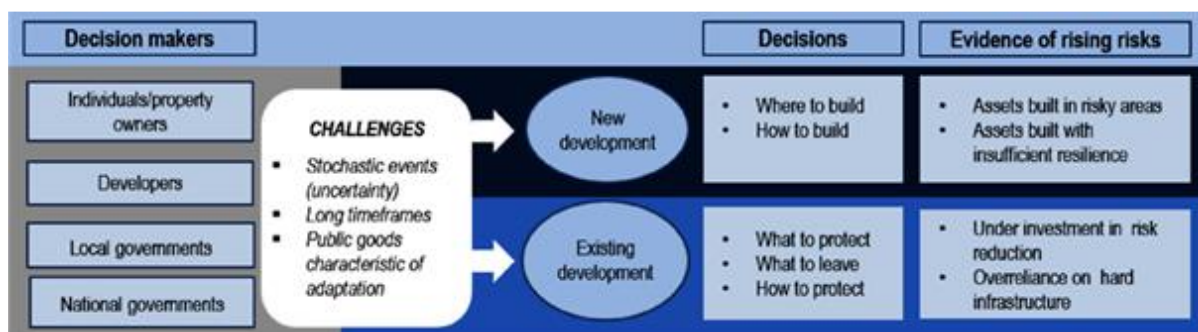 Decision makers
Decisions
Evidence of rising risks
Individuals/property
owners
Developers
Local governments
National governments
CHALLENGES
▪ Stochastic events
(uncertainty)
▪ Long timeframes
▪ Public goods
characteristic of
adaptation
New
development
• Where to build
• How to build
• Assets built in risky areas
• Assets built with
insufficient resilience
Existing
development
• What to protect
• What to leave
• How to protect
• Under investment in risk
reduction
• Overreliance on hard
infrastructure